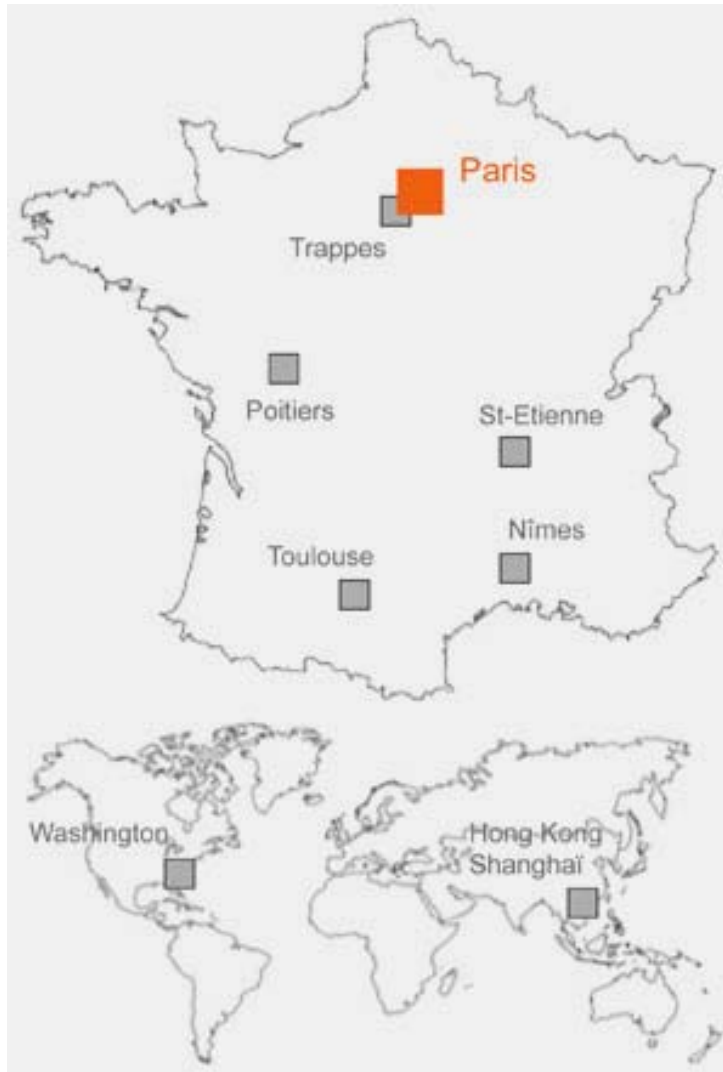 Paris
Trappes
Poitiers
St-Etienne
Nîmes
Toulouse
Washington
Hong-Kong
Shanghaï